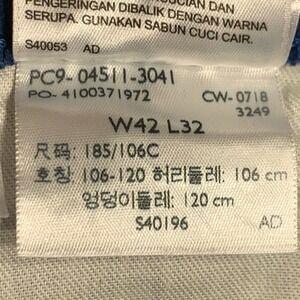 PENGERINGAN DIBALIK DENGAN WARNA
SERUPA. GUNAKAN SABUN CUCI CAIR.
S40053 AD
PC9-04511-3041
PO-4100371972 CW-0718
3249
W42 L32
尺码: 185/106C
호칭: 106-120 허리둘레: 106 cm
엉덩이둘레: 120 cm
S40196 AD